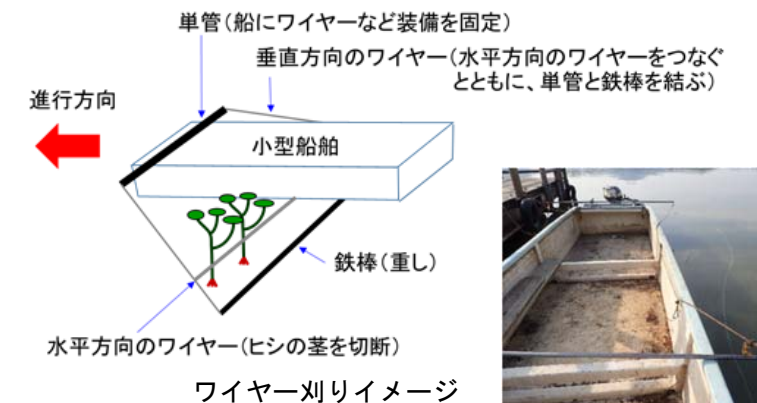 単管（船にワイヤーなど装備を固定）
垂直方向のワイヤー（水平方向のワイヤーをつなぐ
とともに、単管と鉄棒を結ぶ）
進行方向
小型船舶
鉄棒（重し）
水平方向のワイヤー（ヒシの茎を切断）
ワイヤー刈りイメージ